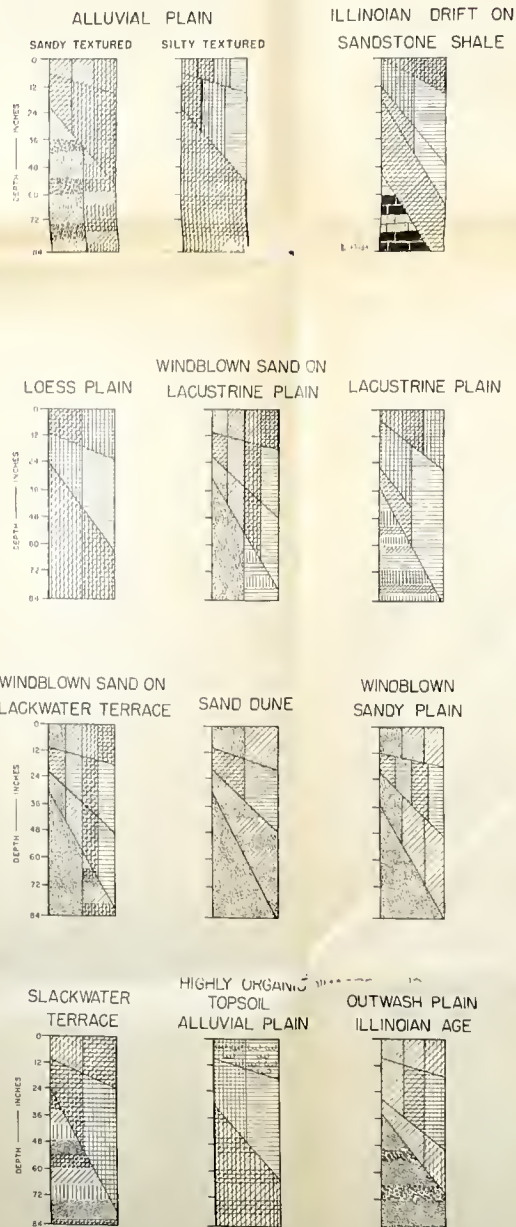 ALLUVIAL PLAIN
SANDY TEXTURED
SILTY TEXTURED
0
12
24
36
48
60
72
84
DEPTH — INCHES
ILLINOIAN DRIFT ON
SANDSTONE SHALE
LOESS PLAIN
0
12
24
36
48
60
72
84
DEPTH — INCHES
WINDBLOWN SAND ON
LACUSTRINE PLAIN
LACUSTRINE PLAIN
WINDBLOWN SAND ON
LACKWATER TERRACE
0
12
24
36
48
60
72
84
DEPTH — INCHES
SAND DUNE
WINDBLOWN
SANDY PLAIN
SLACKWATER
TERRACE
0
12
24
36
48
60
72
84
DEPTH — INCHES
HIGHLY ORGANIC
TOPSOIL
ALLUVIAL PLAIN
OUTWASH PLAIN
ILLINOIAN AGE